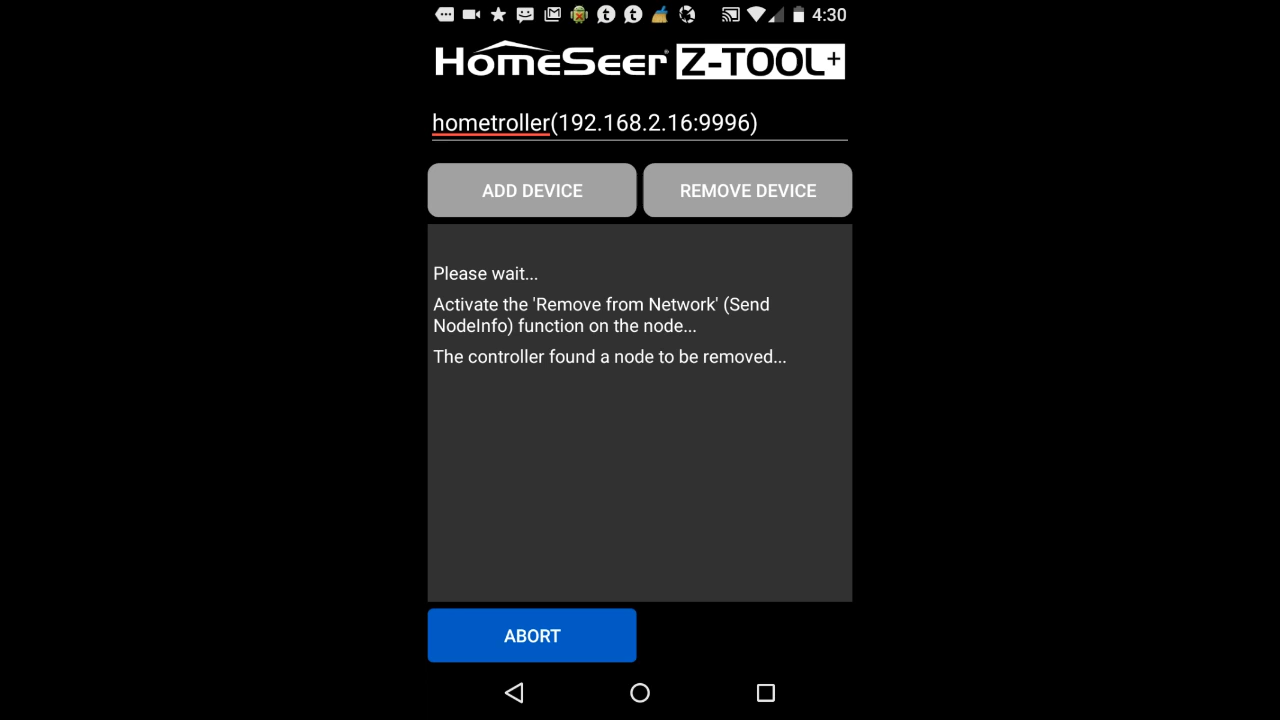 4:30
HomeSeer® Z-TOOL+
hometroller(192.168.2.16:9996)
ADD DEVICE REMOVE DEVICE
Please wait...
Activate the 'Remove from Network' (Send
NodeInfo) function on the node...
The controller found a node to be removed...
ABORT